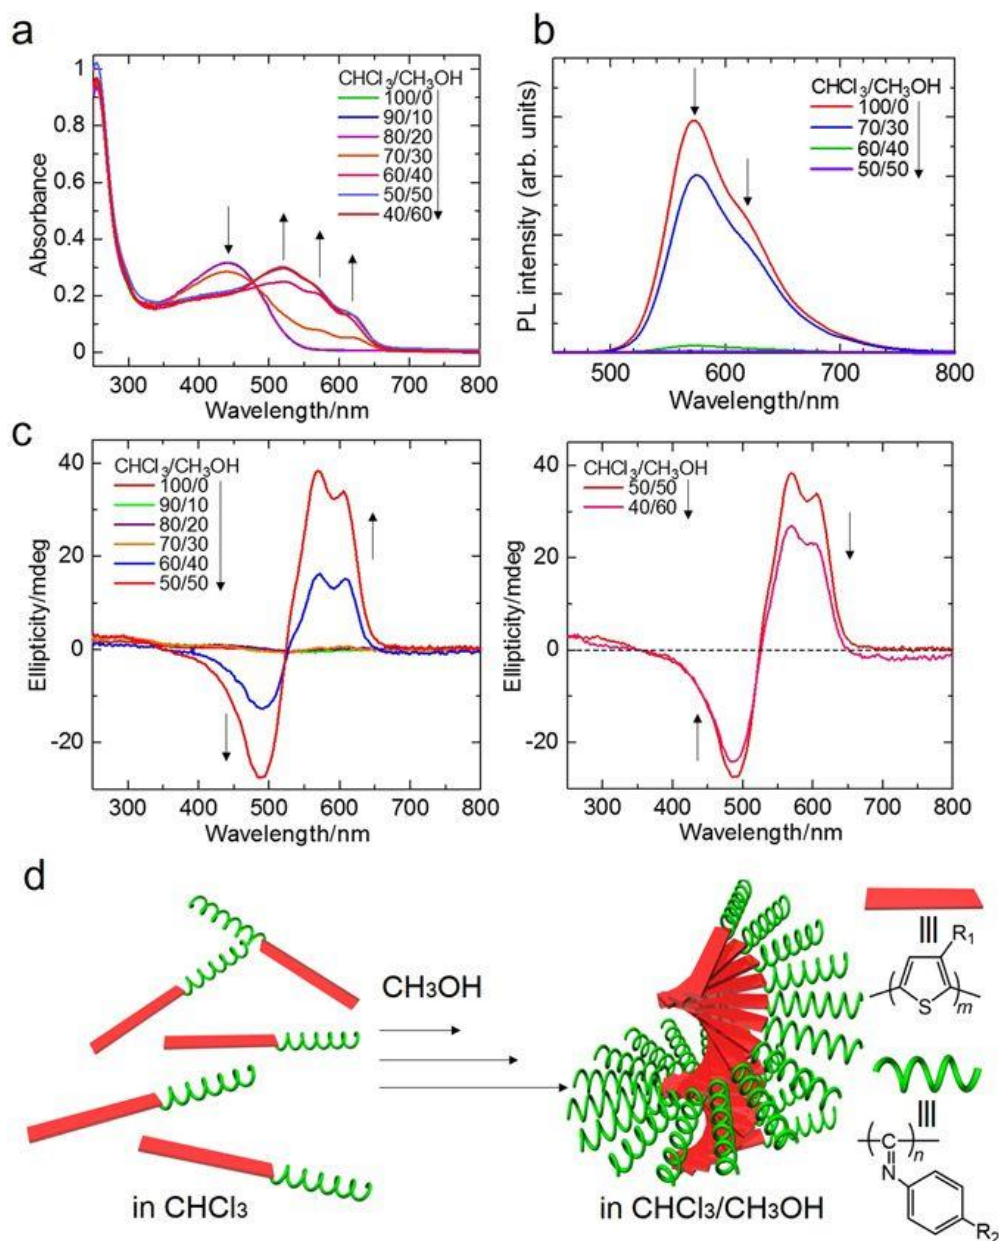 a
Absorbance
1
0.8
0.6
0.4
0.2
0
300 400 500 600 700 800
Wavelength/nm
CHCl3/CH3OH
100/0
90/10
80/20
70/30
60/40
50/50
40/60
b
PL intensity (arb. units)
500 600 700 800
Wavelength/nm
CHCl3/CH3OH
100/0
70/30
60/40
50/50
c
Ellipticity/mdeg
40
20
0
-20
300 400 500 600 700 800
Wavelength/nm
CHCl3/CH3OH
100/0
90/10
80/20
70/30
60/40
50/50
Ellipticity/mdeg
40
20
0
-20
300 400 500 600 700 800
Wavelength/nm
CHCl3/CH3OH
50/50
40/60
d
CH3OH
in CHCl3
in CHCl3/CH3OH
R1
S
m
C
n
N
R2